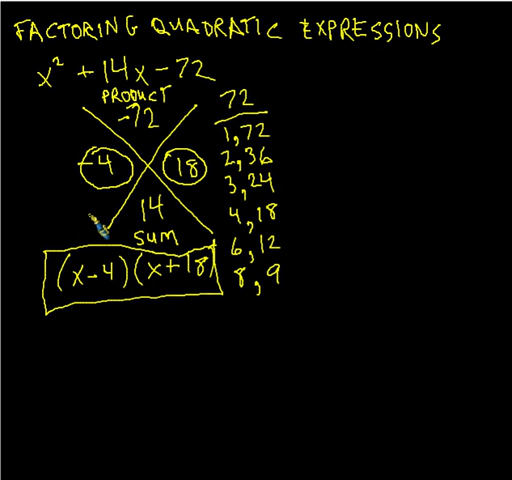 FACTORING QUADRATIC EXPRESSIONS
x² + 14x - 72
PRODUCT
-72
-4
18
14
SUM
(x-4)(x+18)
72
1,72
2,36
3,24
4,18
6,12
8,9